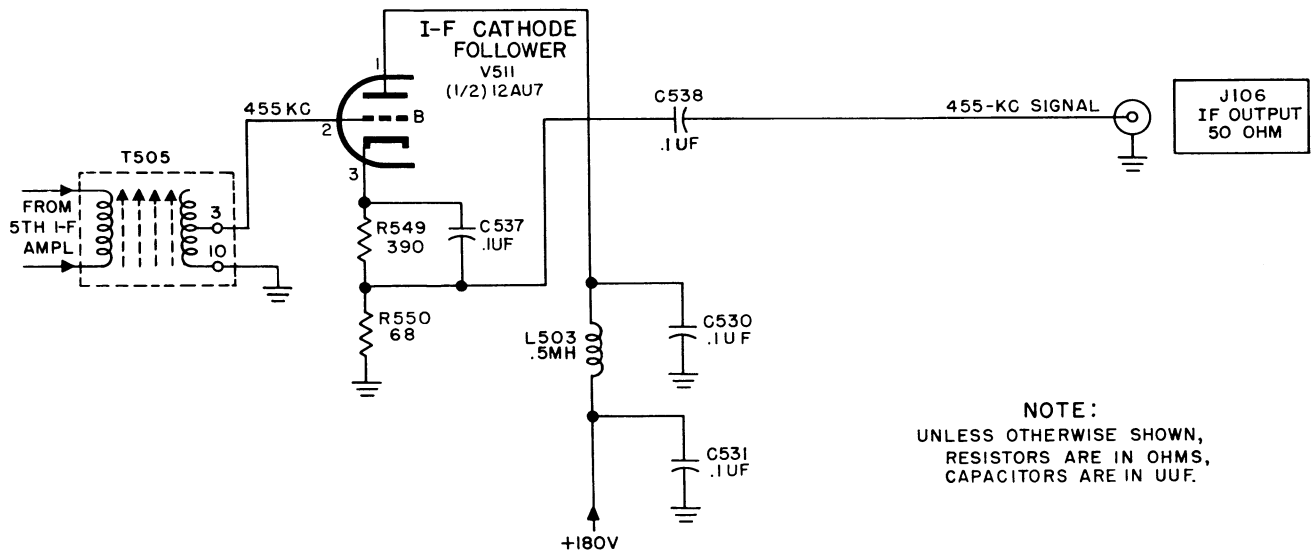 I-F CATHODE
FOLLOWER
V511
(1/2) 12AU7
1
455KC
2
B
3
T505
FROM
5TH I-F
AMPL
3
10
R549
390
C537
.1UF
R550
68
C538
.1UF
455-KC SIGNAL
J106
IF OUTPUT
50 OHM
L503
.5MH
C530
.1UF
C531
.1UF
+180V
NOTE:
UNLESS OTHERWISE SHOWN,
RESISTORS ARE IN OHMS,
CAPACITORS ARE IN UUF.